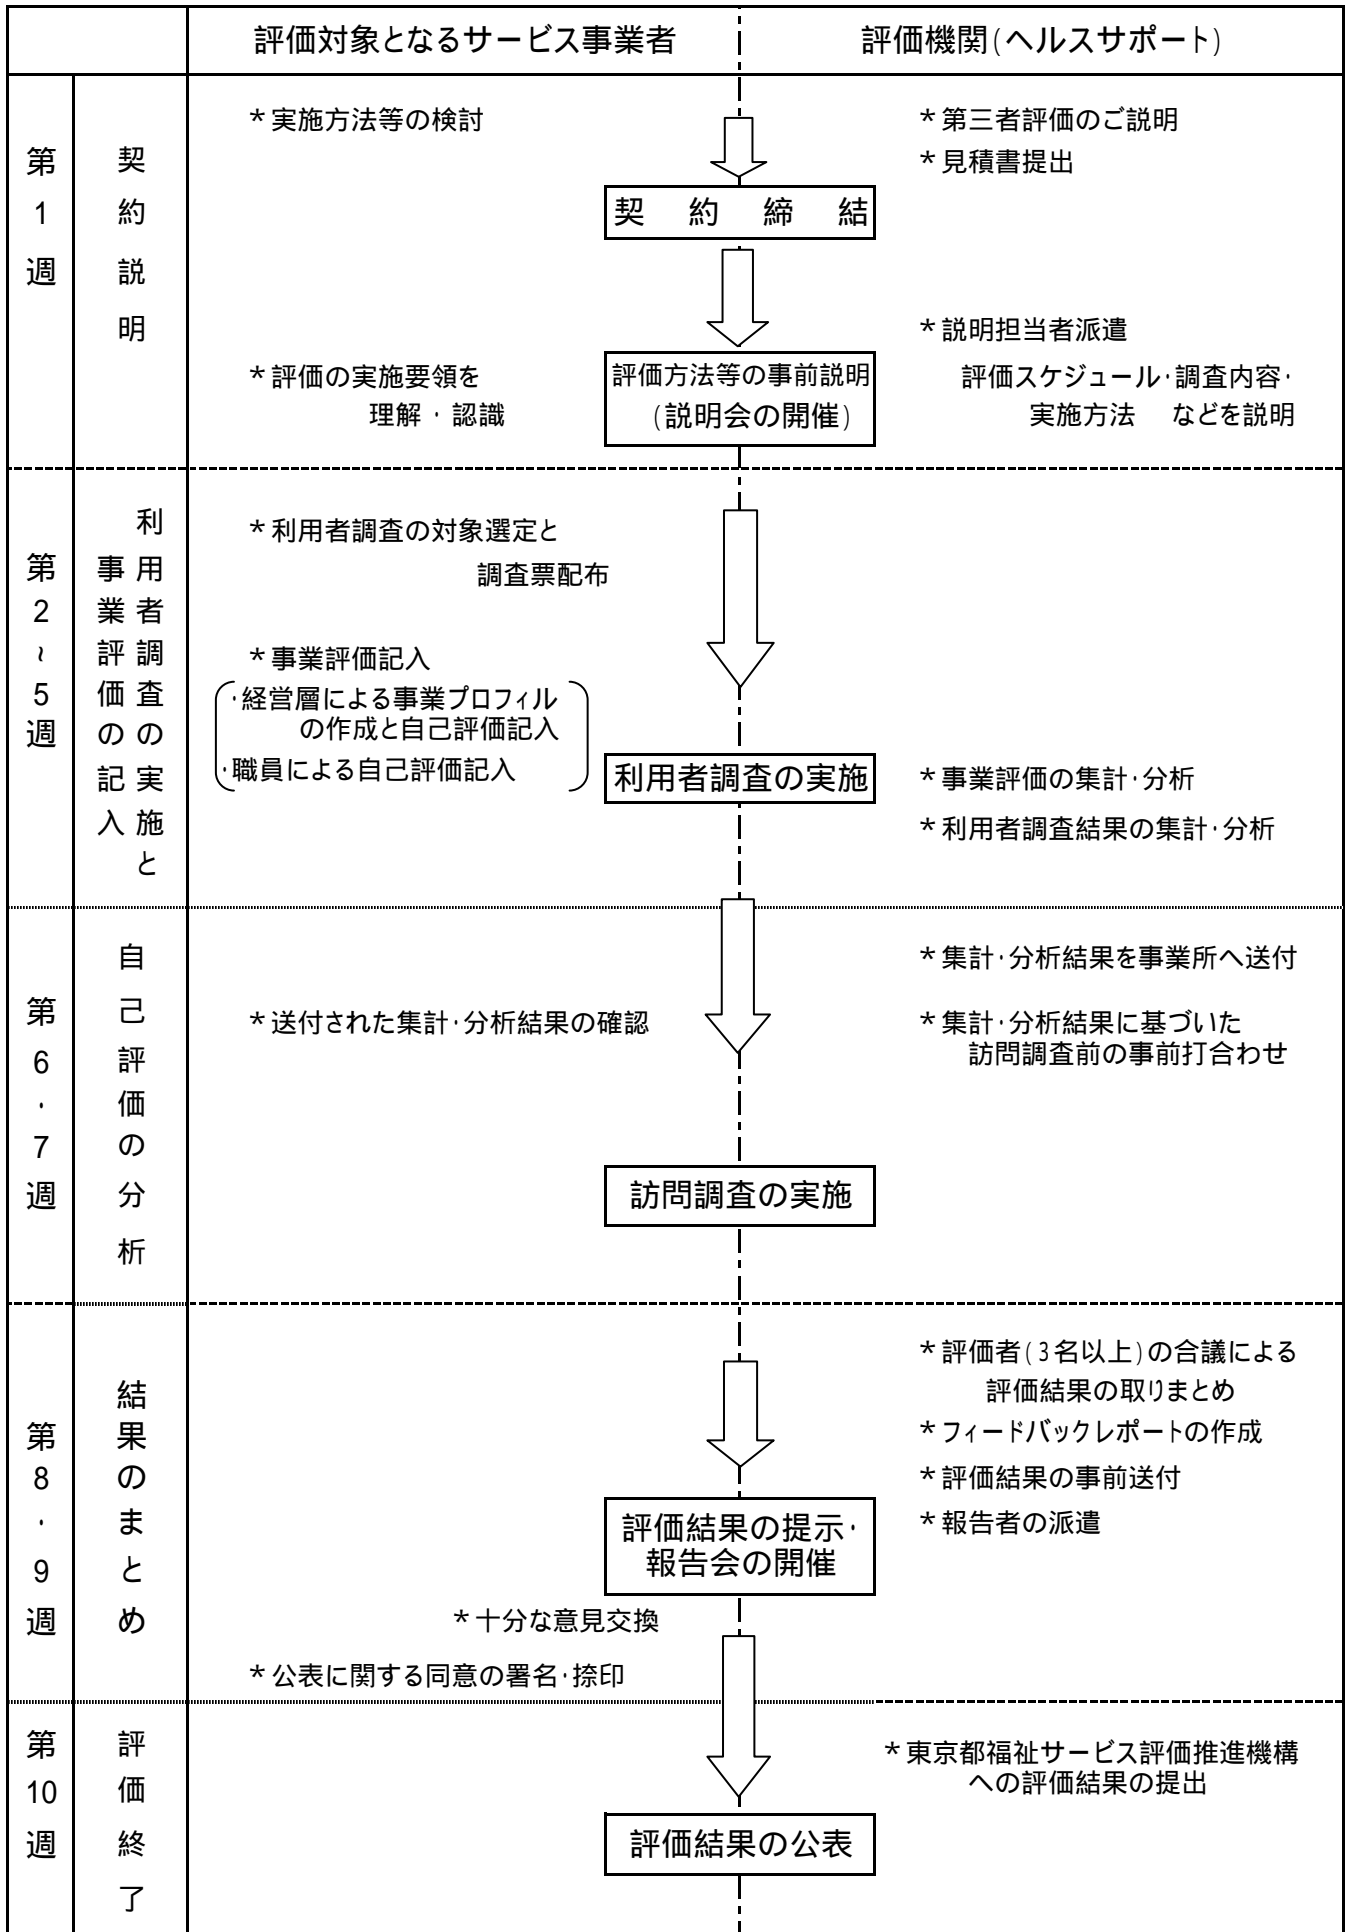 評価対象となるサービス事業者
評価機関(ヘルスサポート)
第1週
契約説明
*実施方法等の検討
*第三者評価のご説明
*見積書提出
契約締結
*説明担当者派遣
*評価の実施要領を
理解・認識
評価方法等の事前説明
(説明会の開催)
評価スケジュール・調査内容・
実施方法 などを説明
第2~5週
利用者調査の実施と
事業評価の記入
*利用者調査の対象選定と
調査票配布
*事業評価記入
・経営層による事業プロフィル
の作成と自己評価記入
・職員による自己評価記入
利用者調査の実施
*事業評価の集計・分析
*利用者調査結果の集計・分析
第6・7週
自己評価の分析
*集計・分析結果を事業所へ送付
*送付された集計・分析結果の確認
*集計・分析結果に基づいた
訪問調査前の事前打合わせ
訪問調査の実施
第8・9週
結果のまとめ
*評価者(3名以上)の合議による
評価結果の取りまとめ
*フィードバックレポートの作成
*評価結果の事前送付
*報告者の派遣
評価結果の提示・
報告会の開催
*十分な意見交換
*公表に関する同意の署名・捺印
第10週
評価終了
*東京都福祉サービス評価推進機構
への評価結果の提出
評価結果の公表